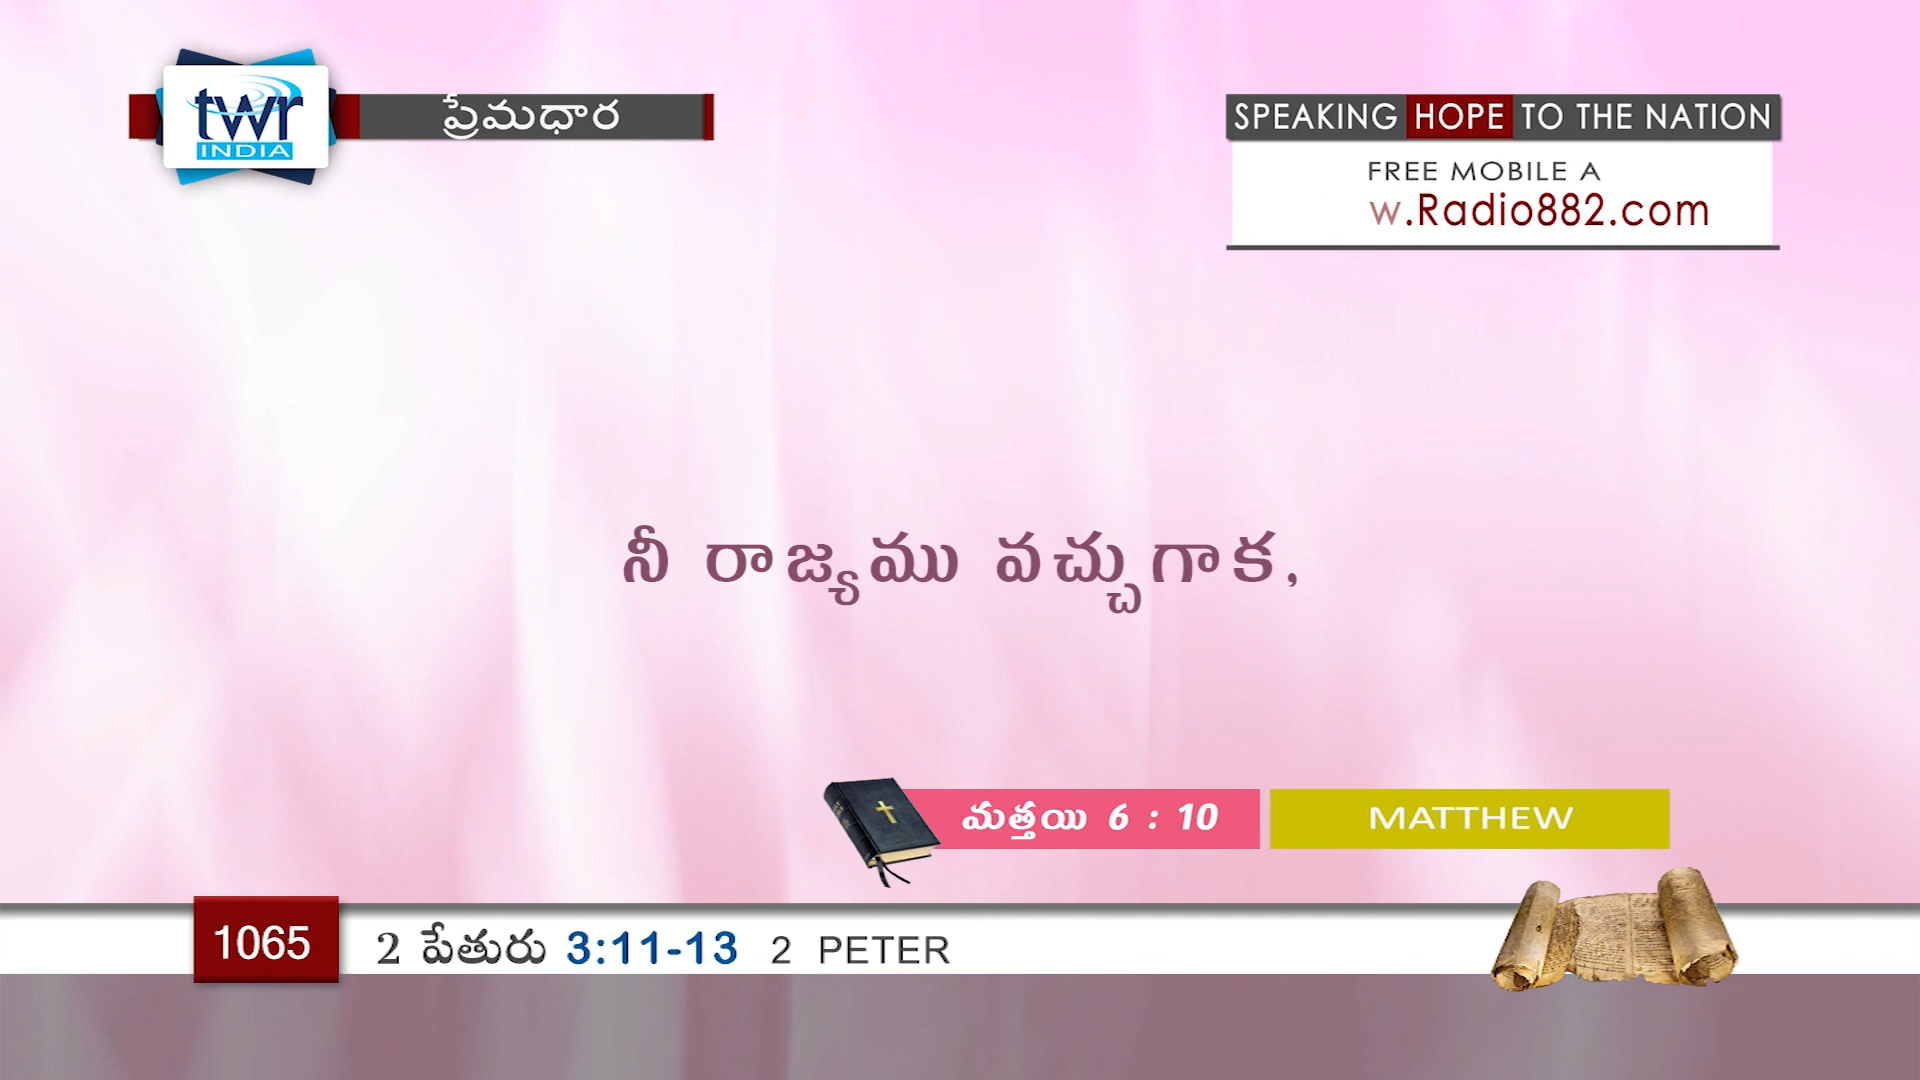 twr
INDIA
ప్రేమధార
SPEAKING HOPE TO THE NATION
FREE MOBILE A
w.Radio882.com
నీ రాజ్యము వచ్చుగాక,
మత్తయి 6 : 10
MATTHEW
1065
2 పేతురు 3:11-13 2 PETER